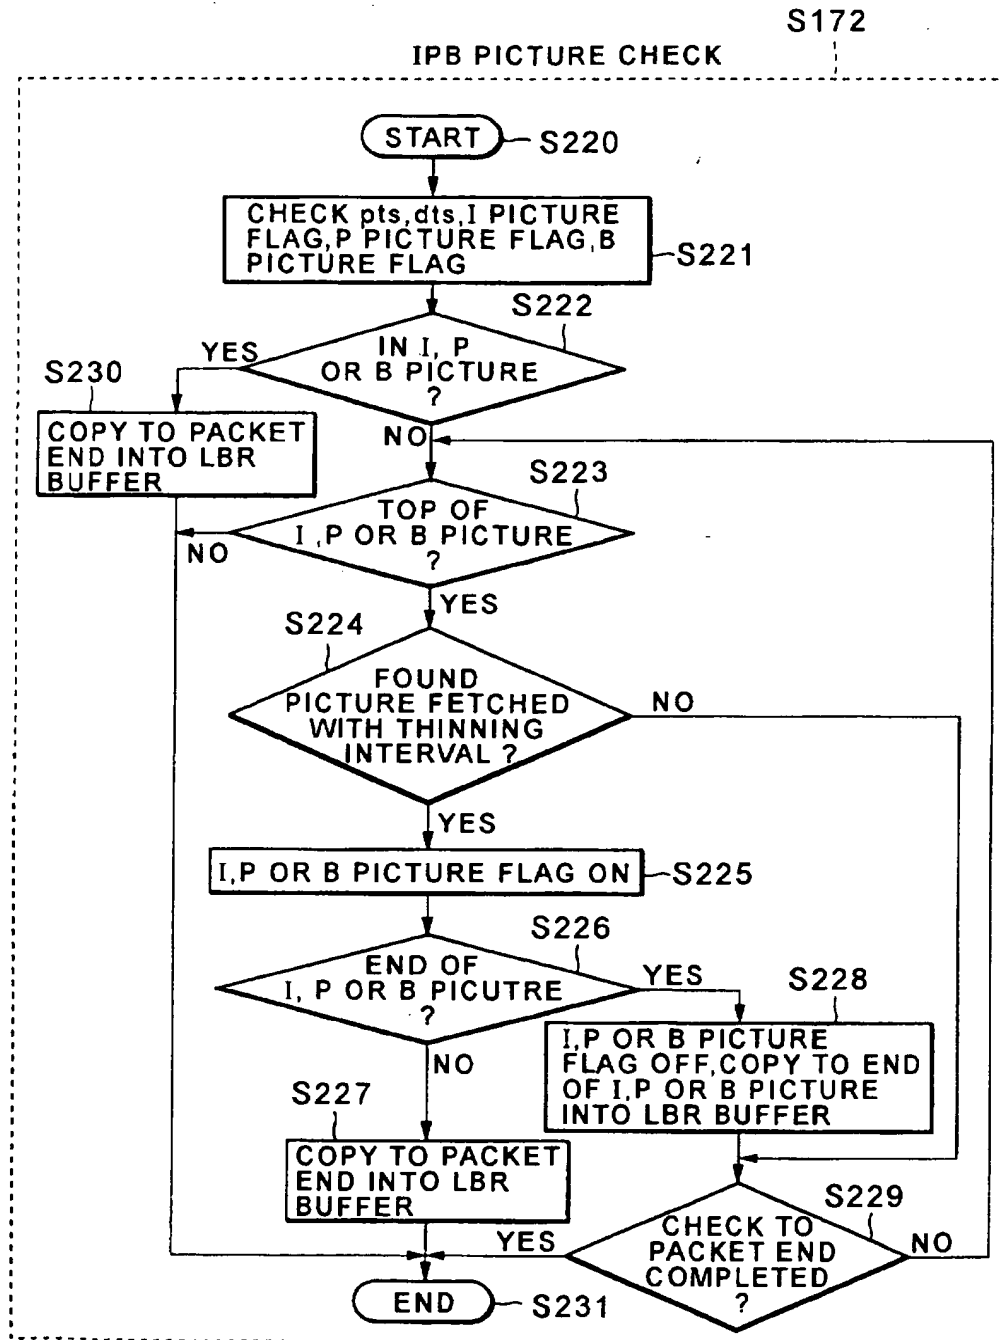 S172
IPB PICTURE CHECK
START
S220
CHECK pts,dts,I PICTURE
FLAG,P PICTURE FLAG,B
PICTURE FLAG
S221
S222
IN I, P
OR B PICTURE
?
YES
S230
COPY TO PACKET
END INTO LBR
BUFFER
NO
S223
TOP OF
I,P OR B PICTURE
?
NO
YES
S224
FOUND
PICTURE FETCHED
WITH THINNING
INTERVAL ?
NO
YES
I,P OR B PICTURE FLAG ON
S225
S226
END OF
I, P OR B PICUTRE
?
YES
S228
I,P OR B PICTURE
FLAG OFF,COPY TO END
OF I,P OR B PICTURE
INTO LBR BUFFER
NO
S227
COPY TO PACKET
END INTO LBR
BUFFER
S229
CHECK TO
PACKET END
COMPLETED
?
YES
NO
END
S231